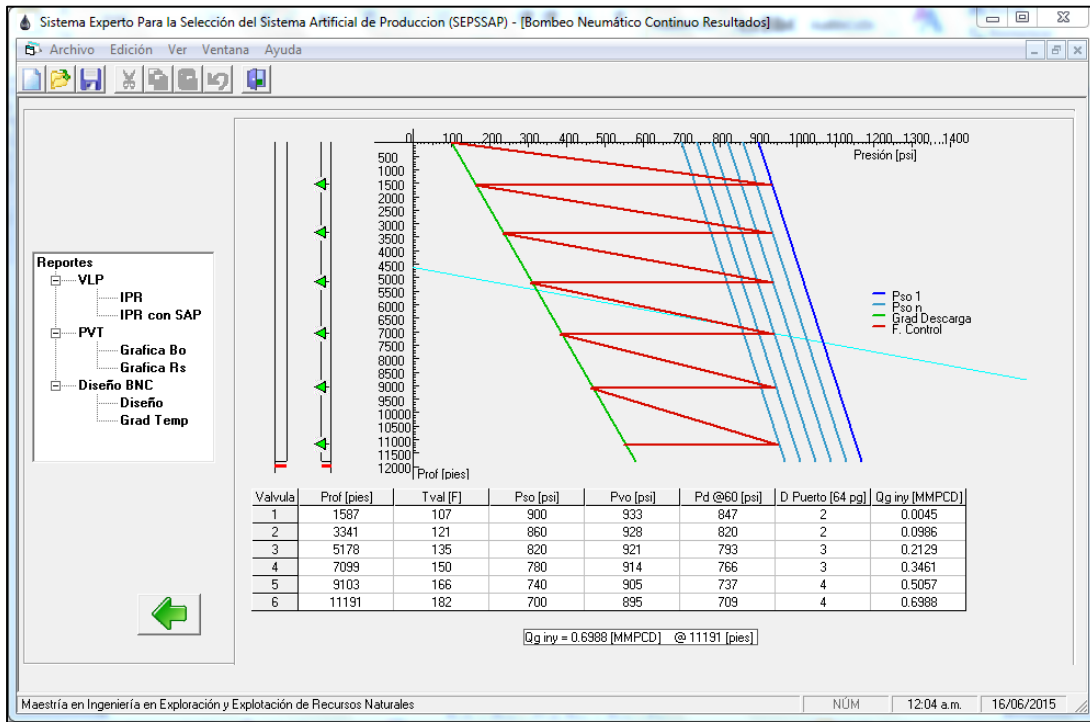 Sistema Experto Para la Selección del Sistema Artificial de Produccion (SEPSSAP) - [Bombeo Neumático Continuo Resultados]
Archivo Edición Ver Ventana Ayuda
Reportes
VLP
IPR
IPR con SAP
PVT
Grafica Bo
Grafica Rs
Diseño BNC
Diseño
Grad Temp
0 100 200 300 400 500 600 700 800 900 1000 1100 1200 1300 1400
Presión [psi]
500
1000
1500
2000
2500
3000
3500
4000
4500
5000
5500
6000
6500
7000
7500
8000
8500
9000
9500
10000
10500
11000
11500
12000
Prof [pies]
Pso 1
Pso n
Grad Descarga
F. Control
Valvula Prof [pies] Tval [F] Pso [psi] Pvo [psi] Pd @60 [psi] D Puerto [64 pg] Qg iny [MMPCD]
1 1587 107 900 933 847 2 0.0045
2 3341 121 860 928 820 2 0.0986
3 5178 135 820 921 793 3 0.2129
4 7099 150 780 914 766 3 0.3461
5 9103 166 740 905 737 4 0.5057
6 11191 182 700 895 709 4 0.6988
Qg iny = 0.6988 [MMPCD] @ 11191 [pies]
Maestría en Ingeniería en Exploración y Explotación de Recursos Naturales NÚM 12:04 a.m. 16/06/2015